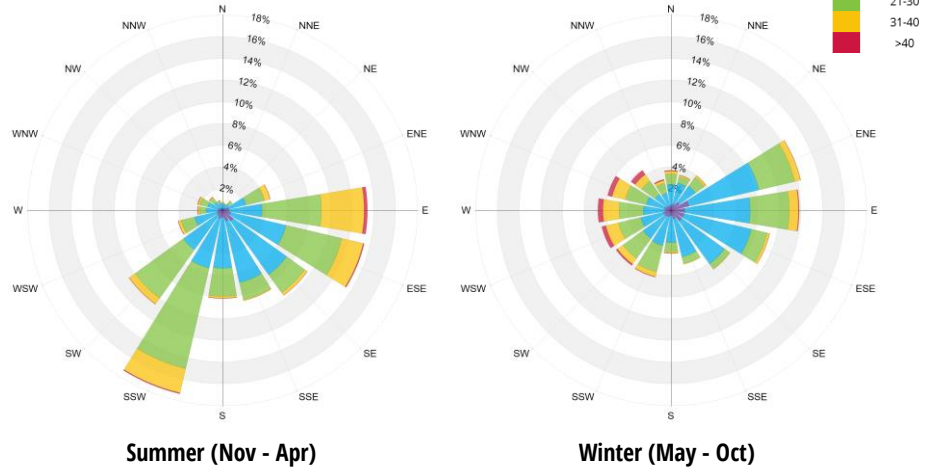 21-30
31-40
>40
N
NNE
NE
ENE
E
ESE
SE
SSE
S
SSW
SW
WSW
W
WNW
NW
NNW
18%
16%
14%
12%
10%
8%
6%
4%
2%
Summer (Nov - Apr)
N
NNE
NE
ENE
E
ESE
SE
SSE
S
SSW
SW
WSW
W
WNW
NW
NNW
18%
16%
14%
12%
10%
8%
6%
4%
2%
Winter (May - Oct)